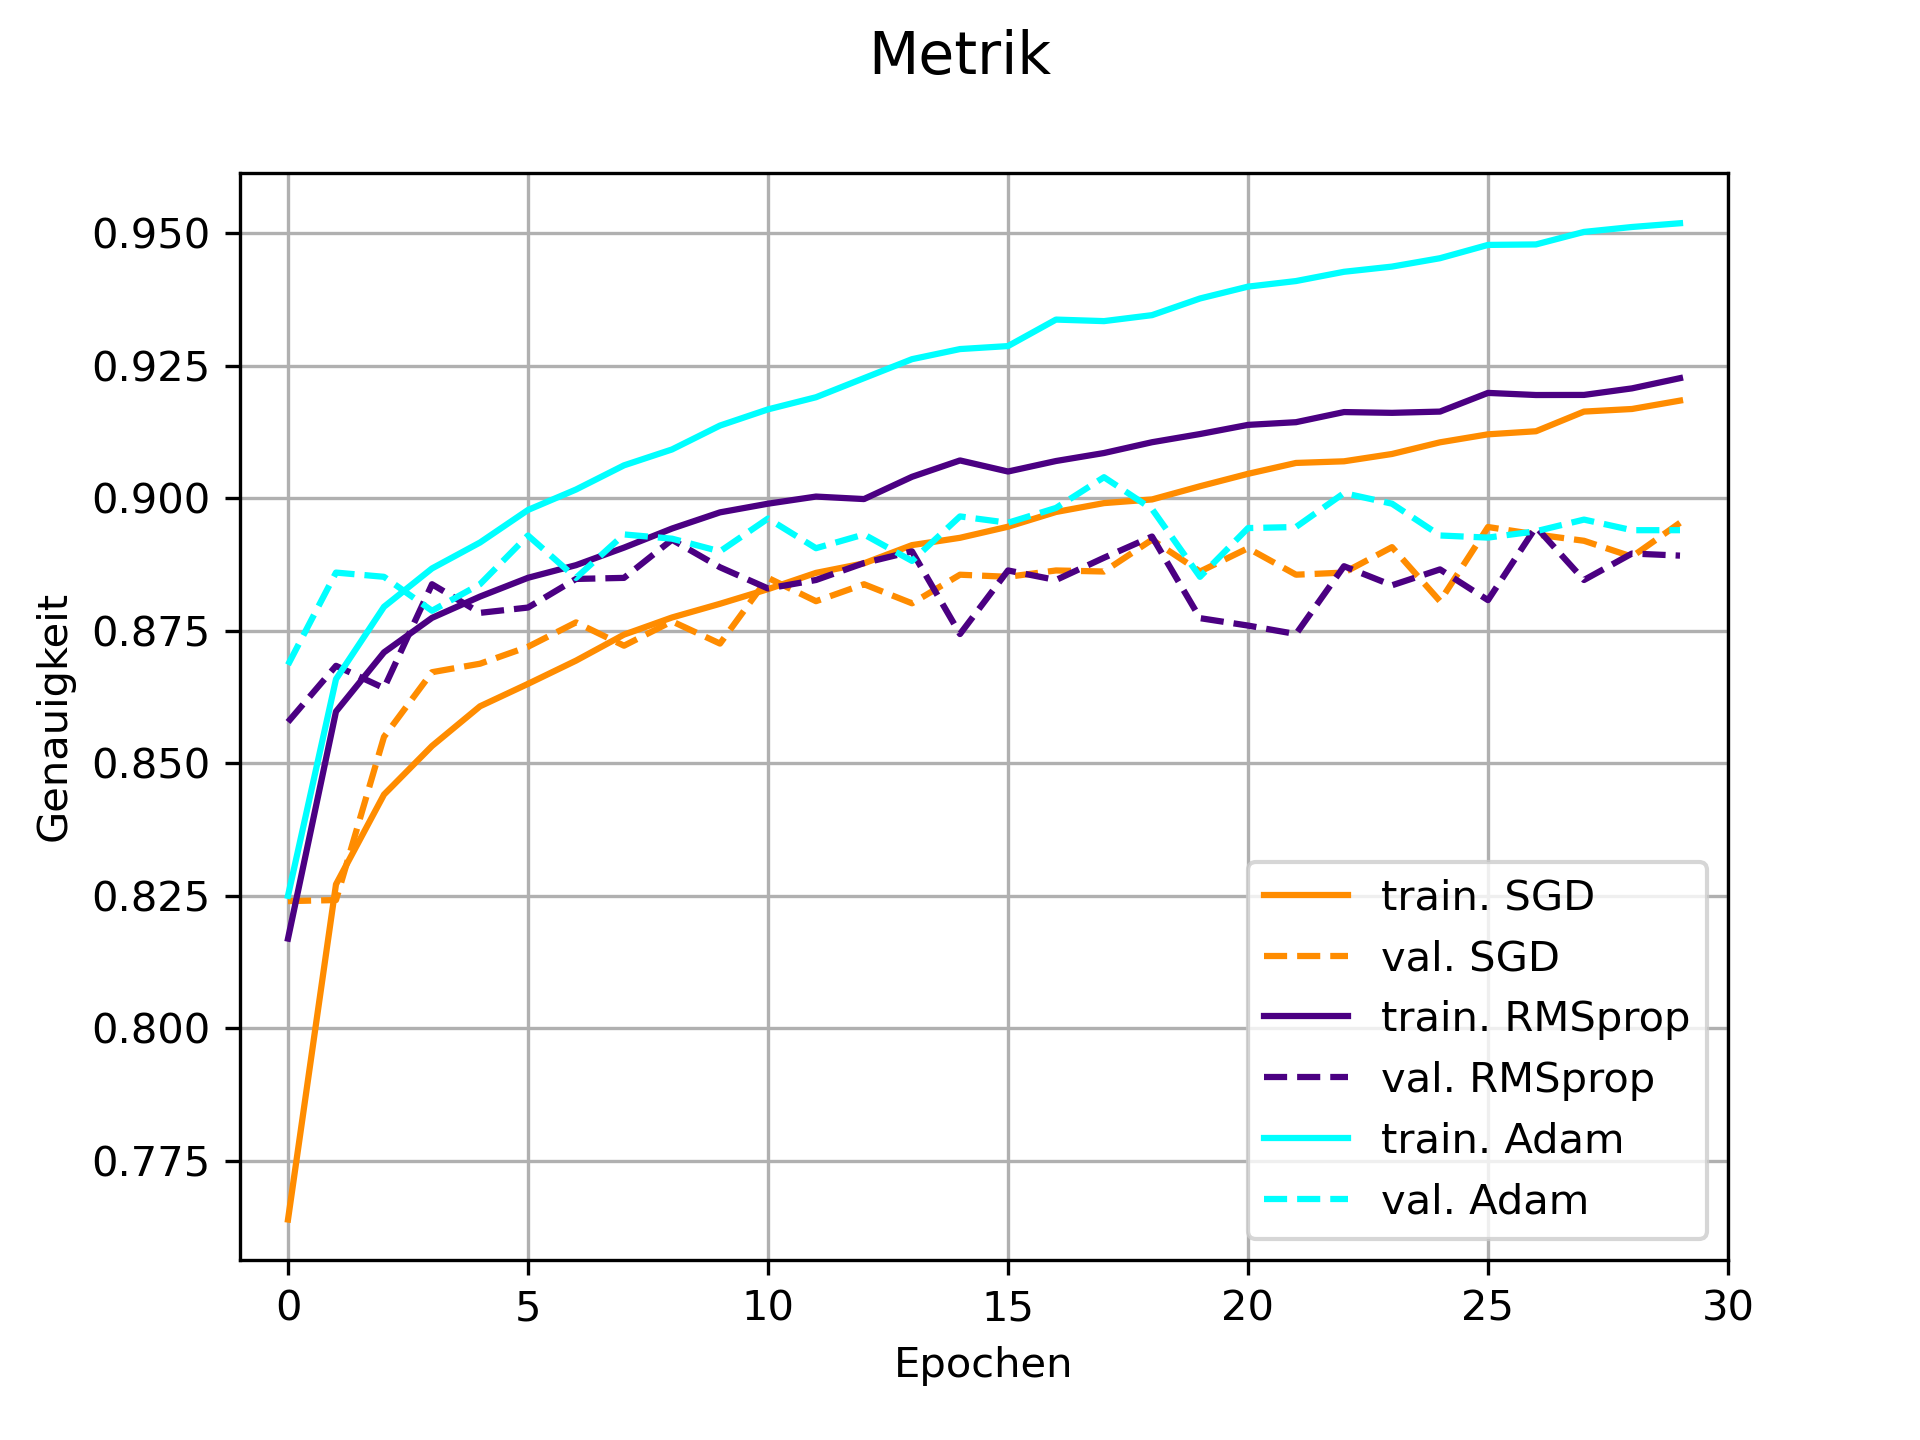 Metrik
0.950
0.925
0.900
0.875
0.850
0.825
0.800
0.775
Genauigkeit
train. SGD
val. SGD
train. RMSprop
val. RMSprop
train. Adam
val. Adam
0 5 10 15 20 25 30
Epochen